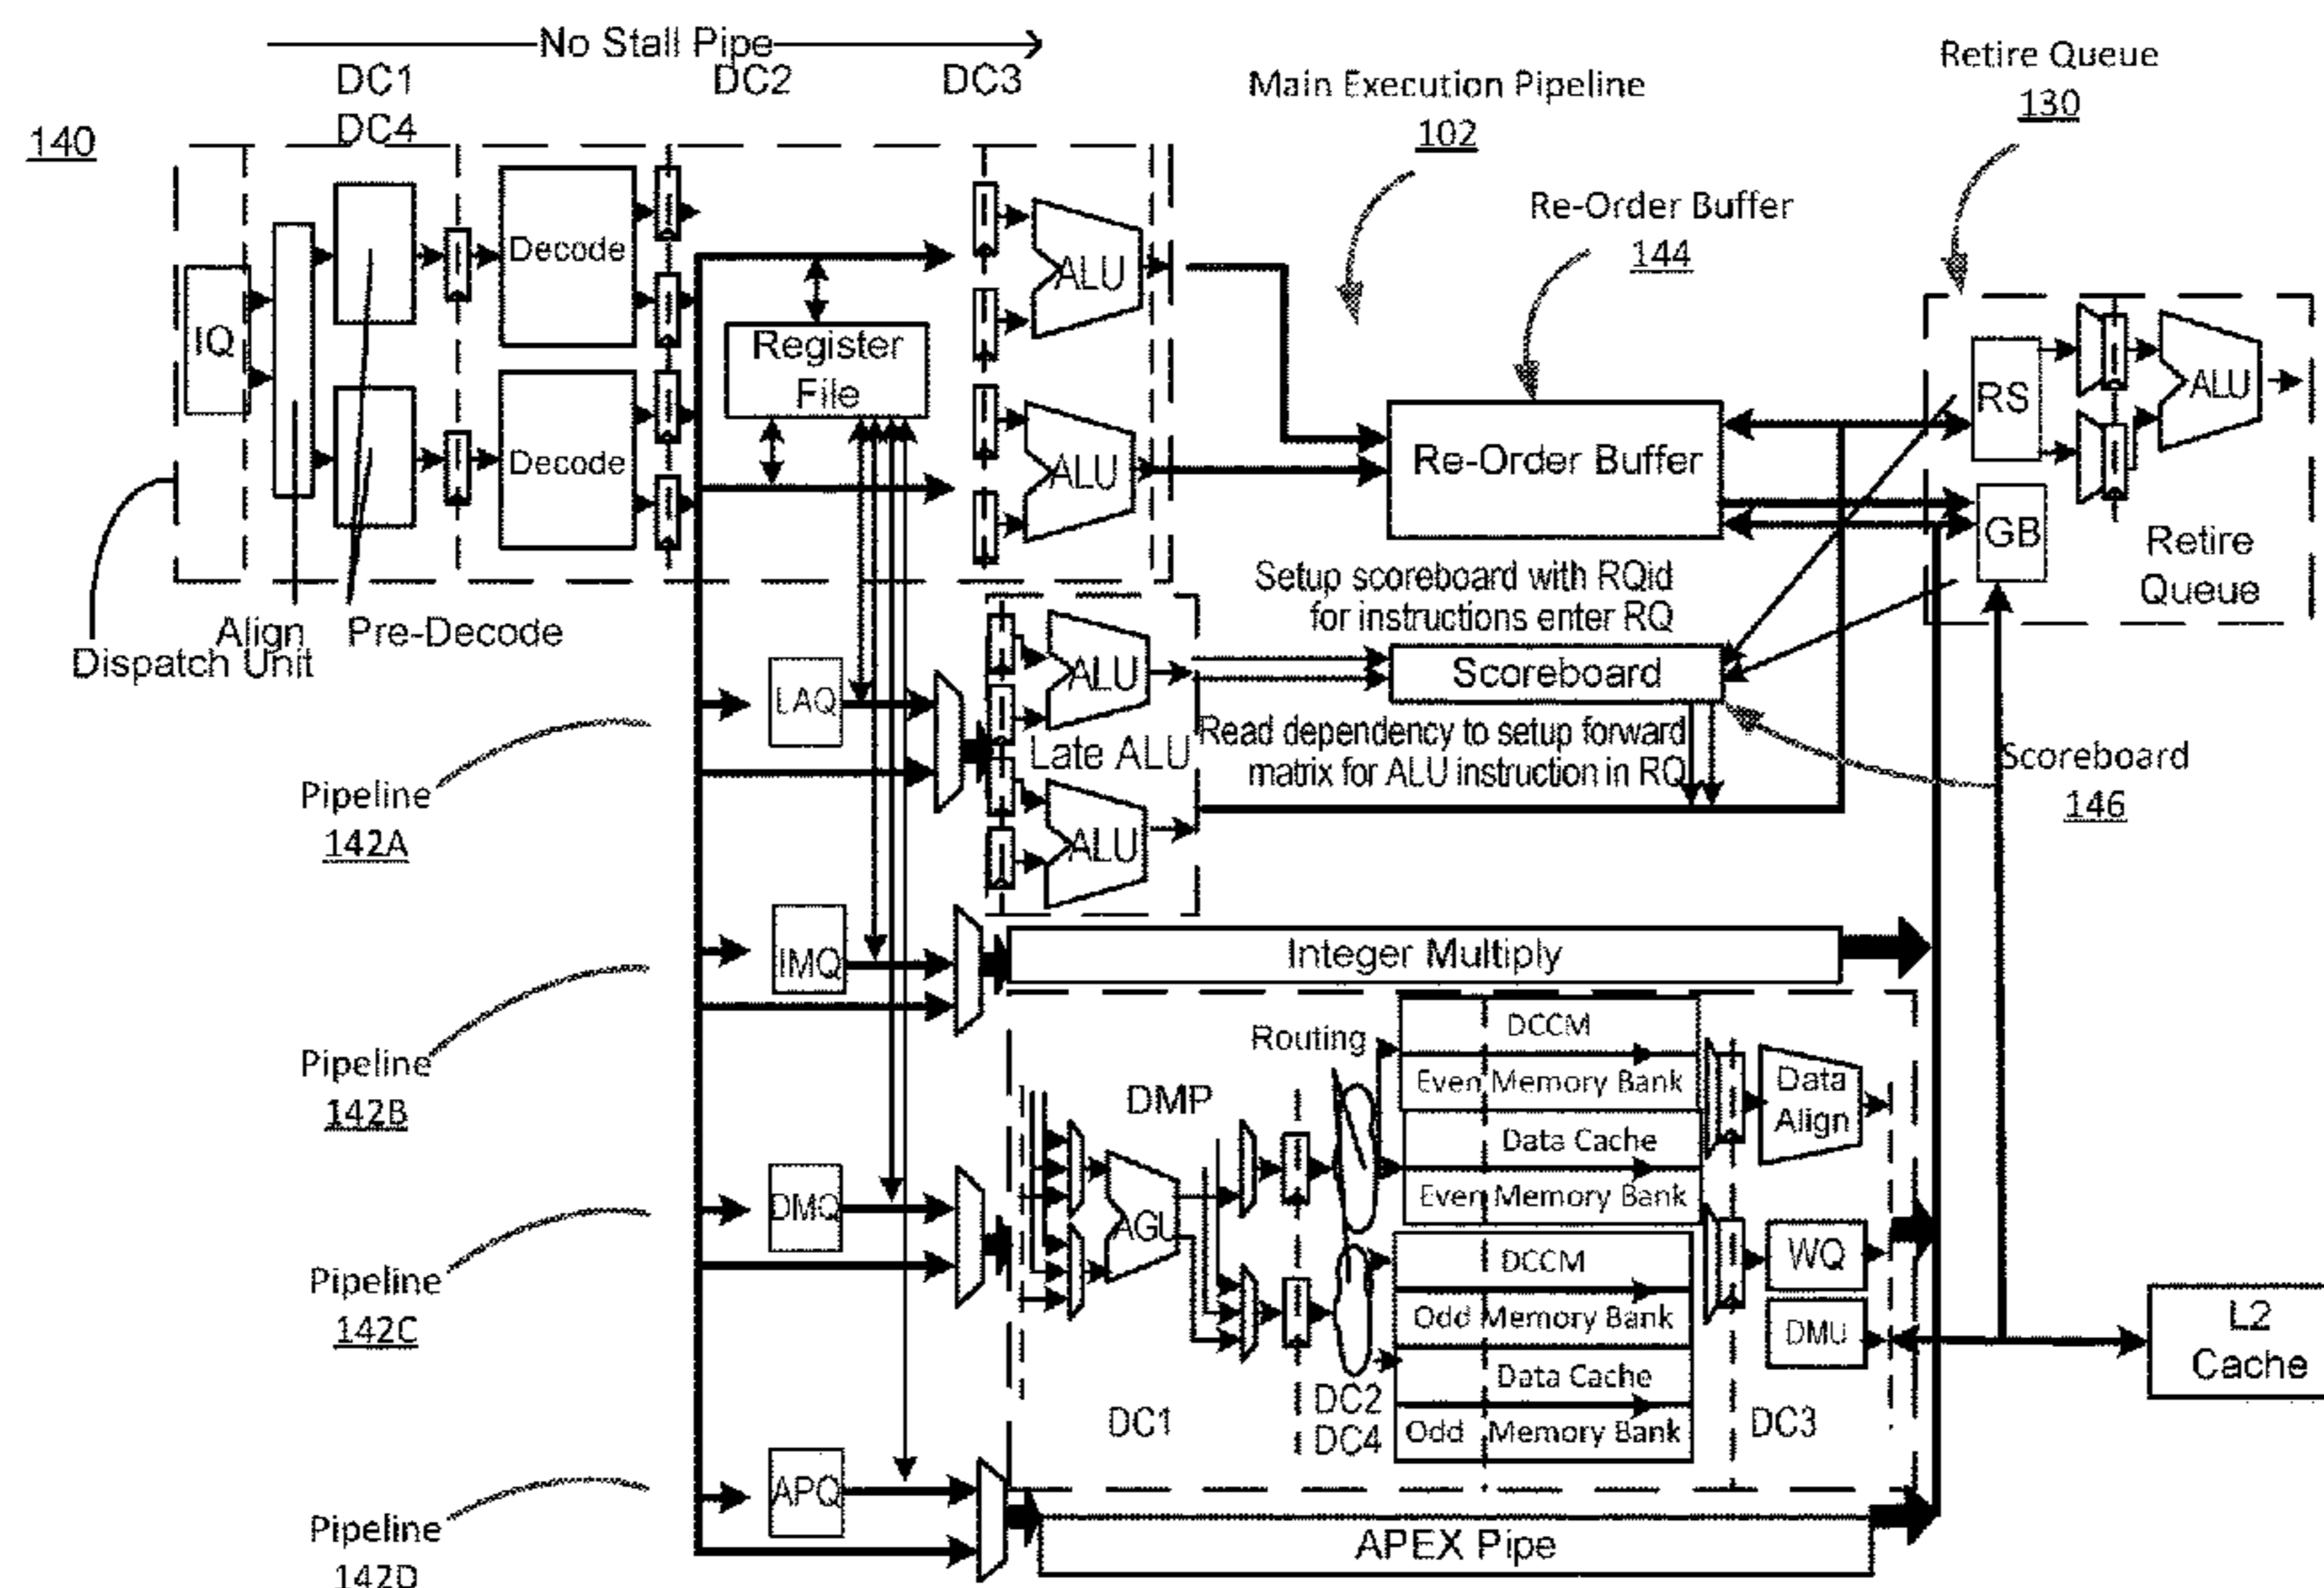 No Stall Pipe
DC1
DC4
DC2
DC3
Main Execution Pipeline
102
Retire Queue
130
140
Re-Order Buffer
144
IQ
Decode
Decode
Register
File
ALU
ALU
Re-Order Buffer
RS
GB
ALU
Retire
Queue
Align
Dispatch Unit
Pre-Decode
Setup scoreboard with RQid
for instructions enter RQ
Scoreboard
Read dependency to setup forward
matrix for ALU instruction in RQ
Scoreboard
146
LAQ
ALU
Late ALU
ALU
Pipeline
142A
IMQ
Integer Multiply
Pipeline
142B
Routing
DCCM
Even Memory Bank
Data Cache
Even Memory Bank
DCCM
Odd Memory Bank
Data Cache
Odd Memory Bank
DMP
AGU
Data
Align
WQ
DMU
DC1
DC2
DC4
DC3
L2
Cache
DMQ
Pipeline
142C
APQ
APEX Pipe
Pipeline
142D